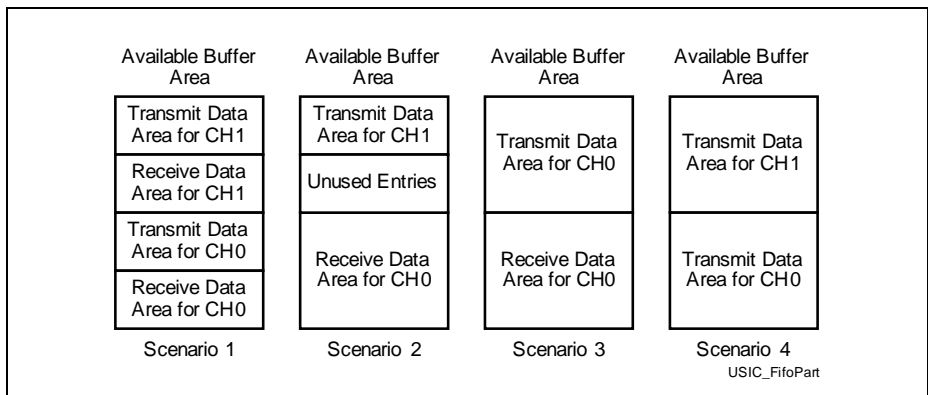 Available Buffer
Area
Transmit Data
Area for CH1
Receive Data
Area for CH1
Transmit Data
Area for CH0
Receive Data
Area for CH0
Scenario 1
Available Buffer
Area
Transmit Data
Area for CH1
Unused Entries
Receive Data
Area for CH0
Scenario 2
Available Buffer
Area
Transmit Data
Area for CH0
Receive Data
Area for CH0
Scenario 3
Available Buffer
Area
Transmit Data
Area for CH1
Transmit Data
Area for CH0
Scenario 4
USIC_FifoPart